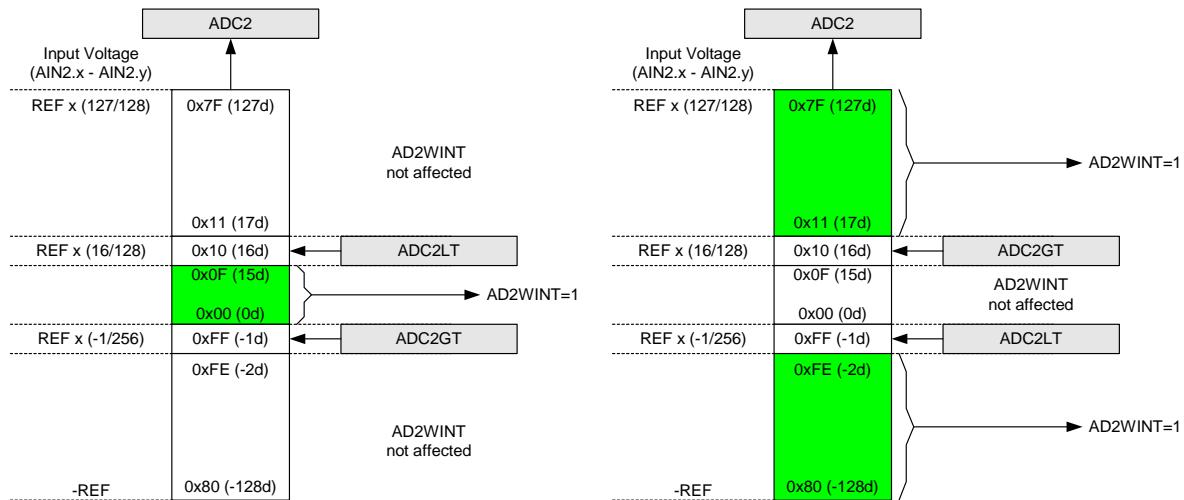 ADC2
Input Voltage
(AIN2.x - AIN2.y)
REF x (127/128)
0x7F (127d)
AD2WINT
not affected
0x11 (17d)
REF x (16/128)
0x10 (16d)
ADC2LT
0x0F (15d)
AD2WINT=1
0x00 (0d)
REF x (-1/256)
0xFF (-1d)
ADC2GT
0xFE (-2d)
AD2WINT
not affected
-REF
0x80 (-128d)
ADC2
Input Voltage
(AIN2.x - AIN2.y)
REF x (127/128)
0x7F (127d)
AD2WINT=1
0x11 (17d)
REF x (16/128)
0x10 (16d)
ADC2GT
0x0F (15d)
AD2WINT
not affected
0x00 (0d)
REF x (-1/256)
0xFF (-1d)
ADC2LT
0xFE (-2d)
AD2WINT=1
-REF
0x80 (-128d)